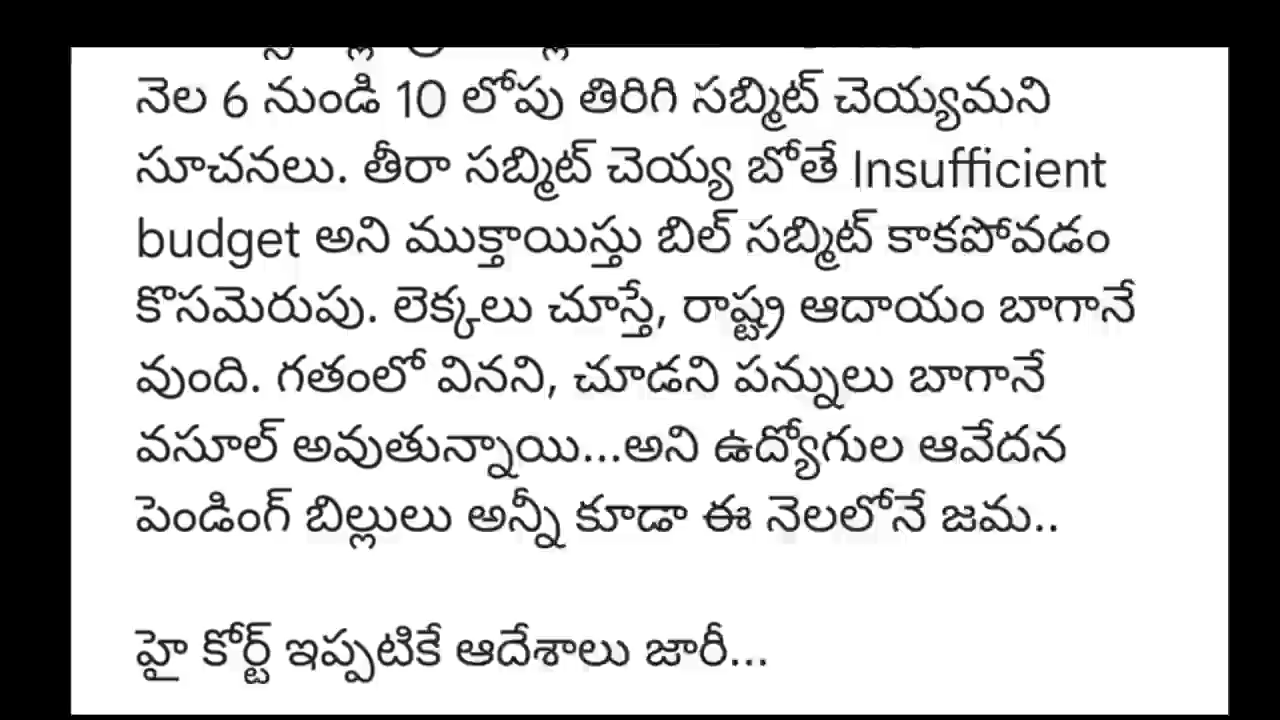 నెల 6 నుండి 10 లోపు తిరిగి సబ్మిట్ చెయ్యమని
సూచనలు. తీరా సబ్మిట్ చెయ్య బోతే Insufficient
budget అని ముక్తాయిస్తు బిల్ సబ్మిట్ కాకపోవడం
కొసమెరుపు. లెక్కలు చూస్తే, రాష్ట్ర ఆదాయం బాగానే
వుంది. గతంలో వినని, చూడని పన్నులు బాగానే
వసూల్ అవుతున్నాయి...అని ఉద్యోగుల ఆవేదన
పెండింగ్ బిల్లులు అన్నీ కూడా ఈ నెలలోనే జమ..
హై కోర్ట్ ఇప్పటికే ఆదేశాలు జారీ...